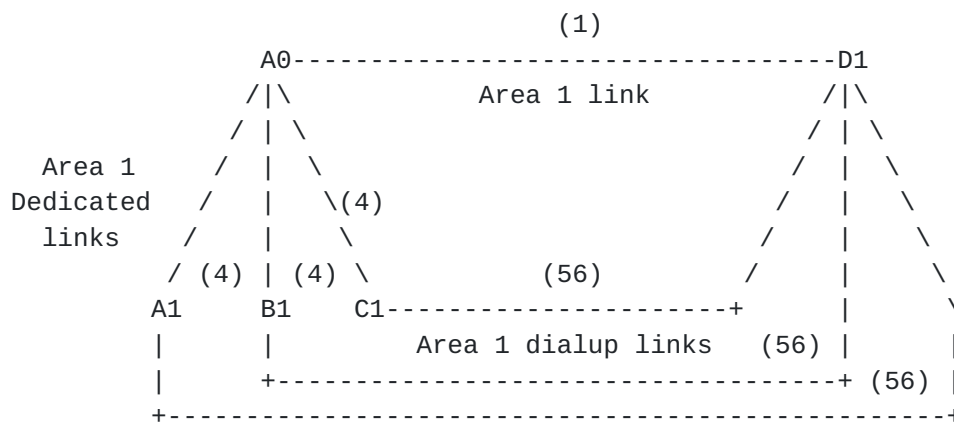 (1)
A0-----------------------------------D1
/|\ Area 1 link /|\
/ | \ / | \
Area 1 / | \ / | \
Dedicated / | \(4) / | \
links / | \ / | \
/ (4) | (4) \ (56) / | \
A1 B1 C1----------------------+ | \
| | Area 1 dialup links (56) | |
| +-------------------------------------+ (56) |
+---------------------------------------------------+